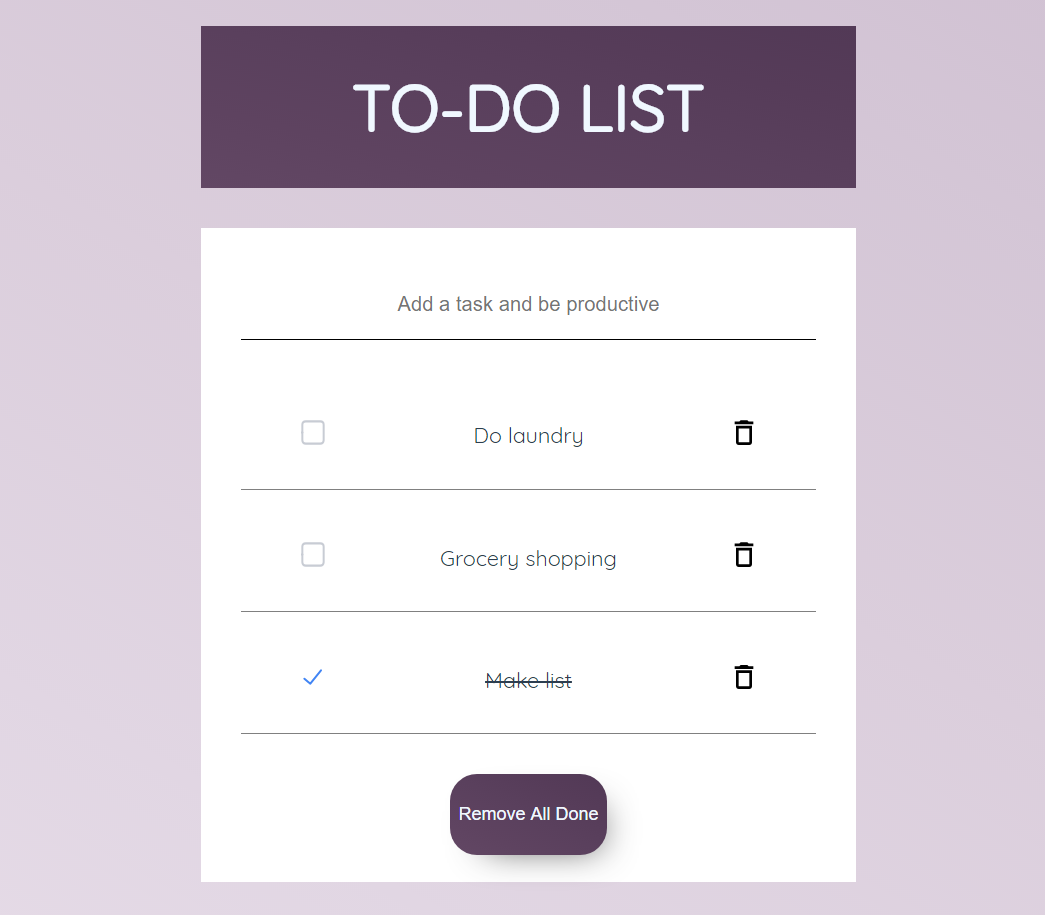 TO-DO LIST
Add a task and be productive
Do laundry
Grocery shopping
Make list
Remove All Done